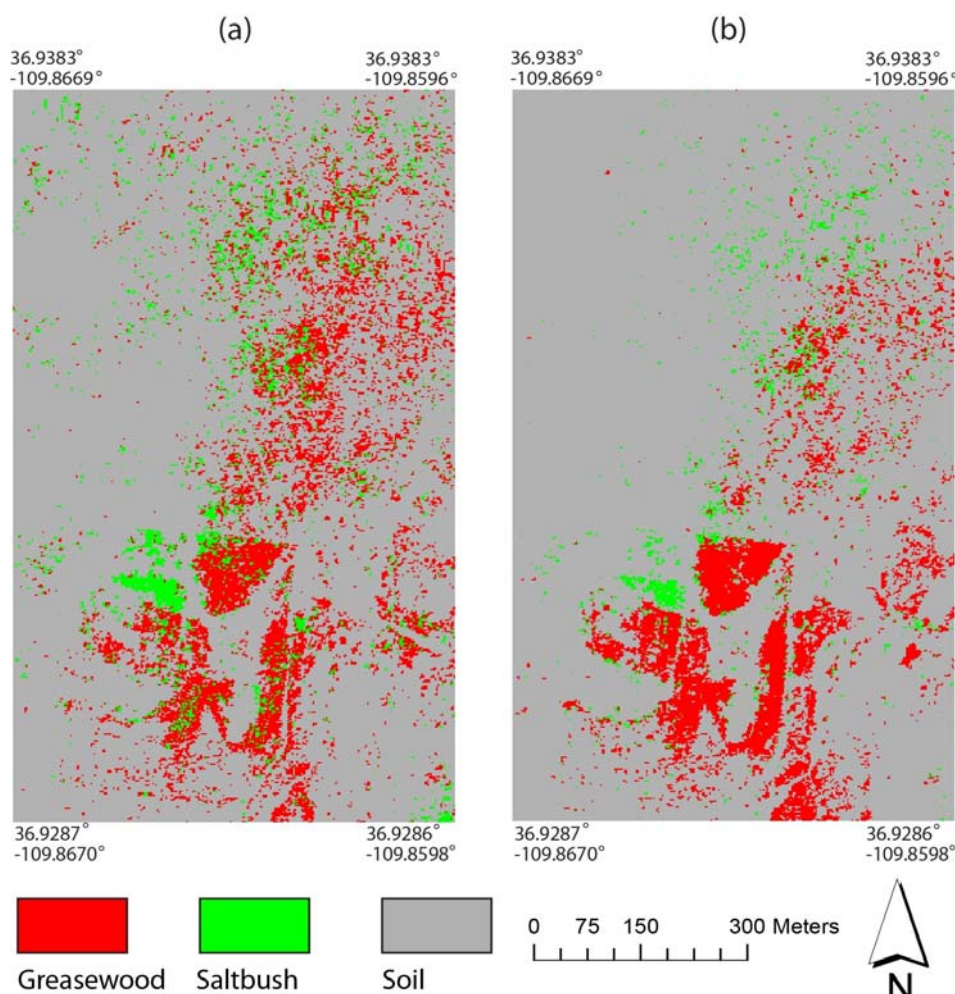 (a) (b)
36.9383° 36.9383° 36.9383° 36.9383°
-109.8669° -109.8596° -109.8669° -109.8596°
36.9287° 36.9286° 36.9287° 36.9286°
-109.8670° -109.8598° -109.8670° -109.8598°
0 75 150 300 Meters
Greasewood Saltbush Soil N